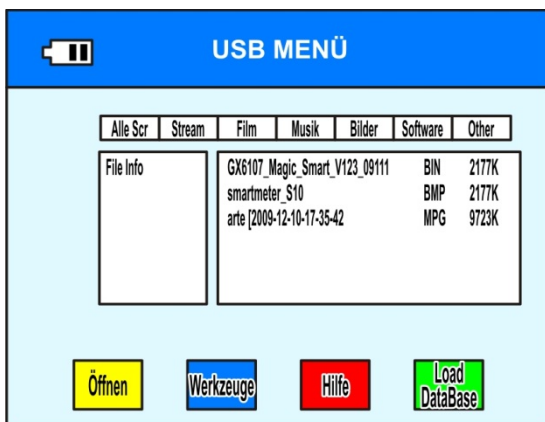 USB MENÜ
Alle Scr Stream Film Musik Bilder Software Other
File Info
GX6107_Magic_Smart_V123_09111 BIN 2177K
smartmeter_S10 BMP 2177K
arte [2009-12-10-17-35-42 MPG 9723K
Öffnen Werkzeuge Hilfe Load
DataBase